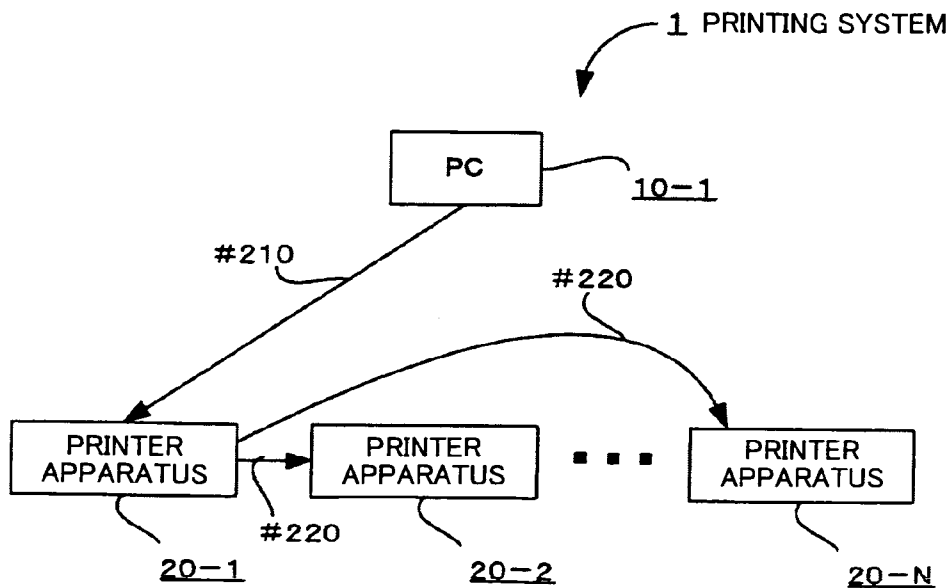 1 PRINTING SYSTEM
PC
10-1
#210
#220
PRINTER
APPARATUS
PRINTER
APPARATUS
PRINTER
APPARATUS
#220
20-1
20-2
20-N